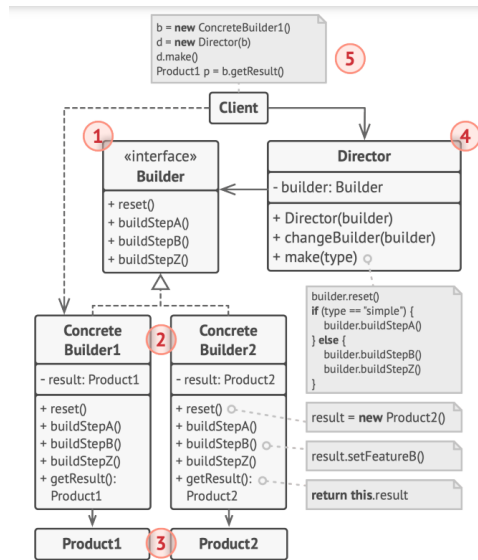 b = new ConcreteBuilder1()
d = new Director(b)
d.make()
Product1 p = b.getResult()
5
Client
1
«interface»
Builder
+ reset()
+ buildStepA()
+ buildStepB()
+ buildStepZ()
4
Director
- builder: Builder
+ Director(builder)
+ changeBuilder(builder)
+ make(type)
builder.reset()
if (type == "simple") {
builder.buildStepA()
} else {
builder.buildStepB()
builder.buildStepZ()
}
2
Concrete
Builder1
- result: Product1
+ reset()
+ buildStepA()
+ buildStepB()
+ buildStepZ()
+ getResult():
Product1
Concrete
Builder2
- result: Product2
+ reset()
+ buildStepA()
+ buildStepB()
+ buildStepZ()
+ getResult():
Product2
result = new Product2()
result.setFeatureB()
return this.result
Product1
3
Product2